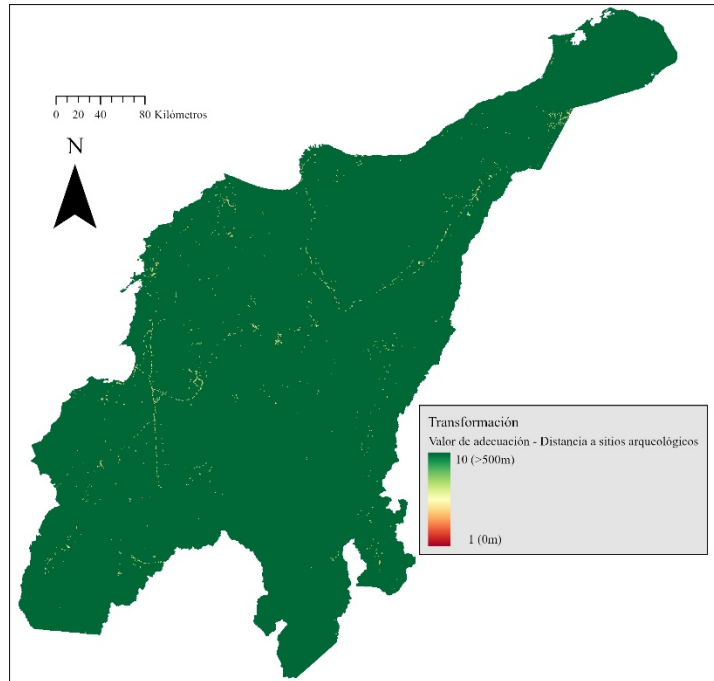 0 20 40 80 Kilómetros
N
Transformación
Valor de adecuación - Distancia a sitios arqueológicos
10 (>500m)
1 (0m)